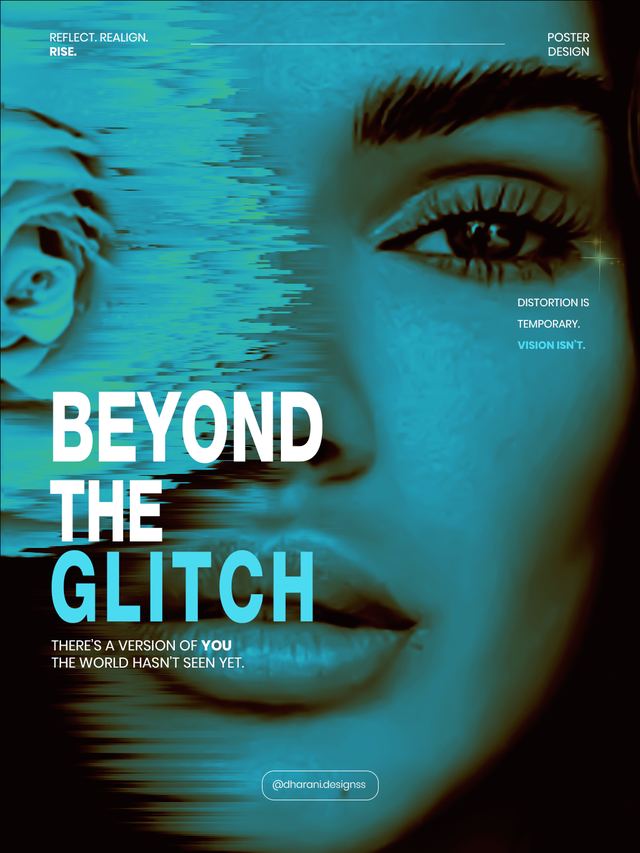 REFLECT. REALIGN.
RISE.
POSTER
DESIGN
DISTORTION IS
TEMPORARY.
VISION ISN'T.
BEYOND
THE
GLITCH
THERE'S A VERSION OF YOU
THE WORLD HASN'T SEEN YET.
@dharani.designss